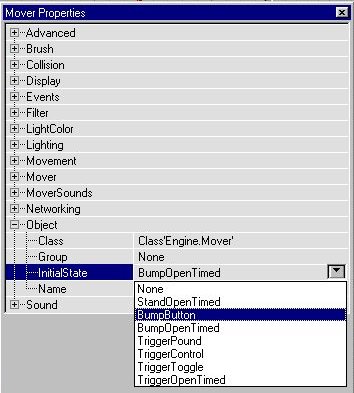 Mover Properties
Advanced
Brush
Collision
Display
Events
Filter
LightColor
Lighting
Movement
Mover
MoverSounds
Networking
Object
Class Class'Engine.Mover'
Group None
InitialState BumpOpenTimed
Name None
StandOpenTimed
Sound BumpButton
BumpOpenTimed
TriggerPound
TriggerControl
TriggerToggle
TriggerOpenTimed